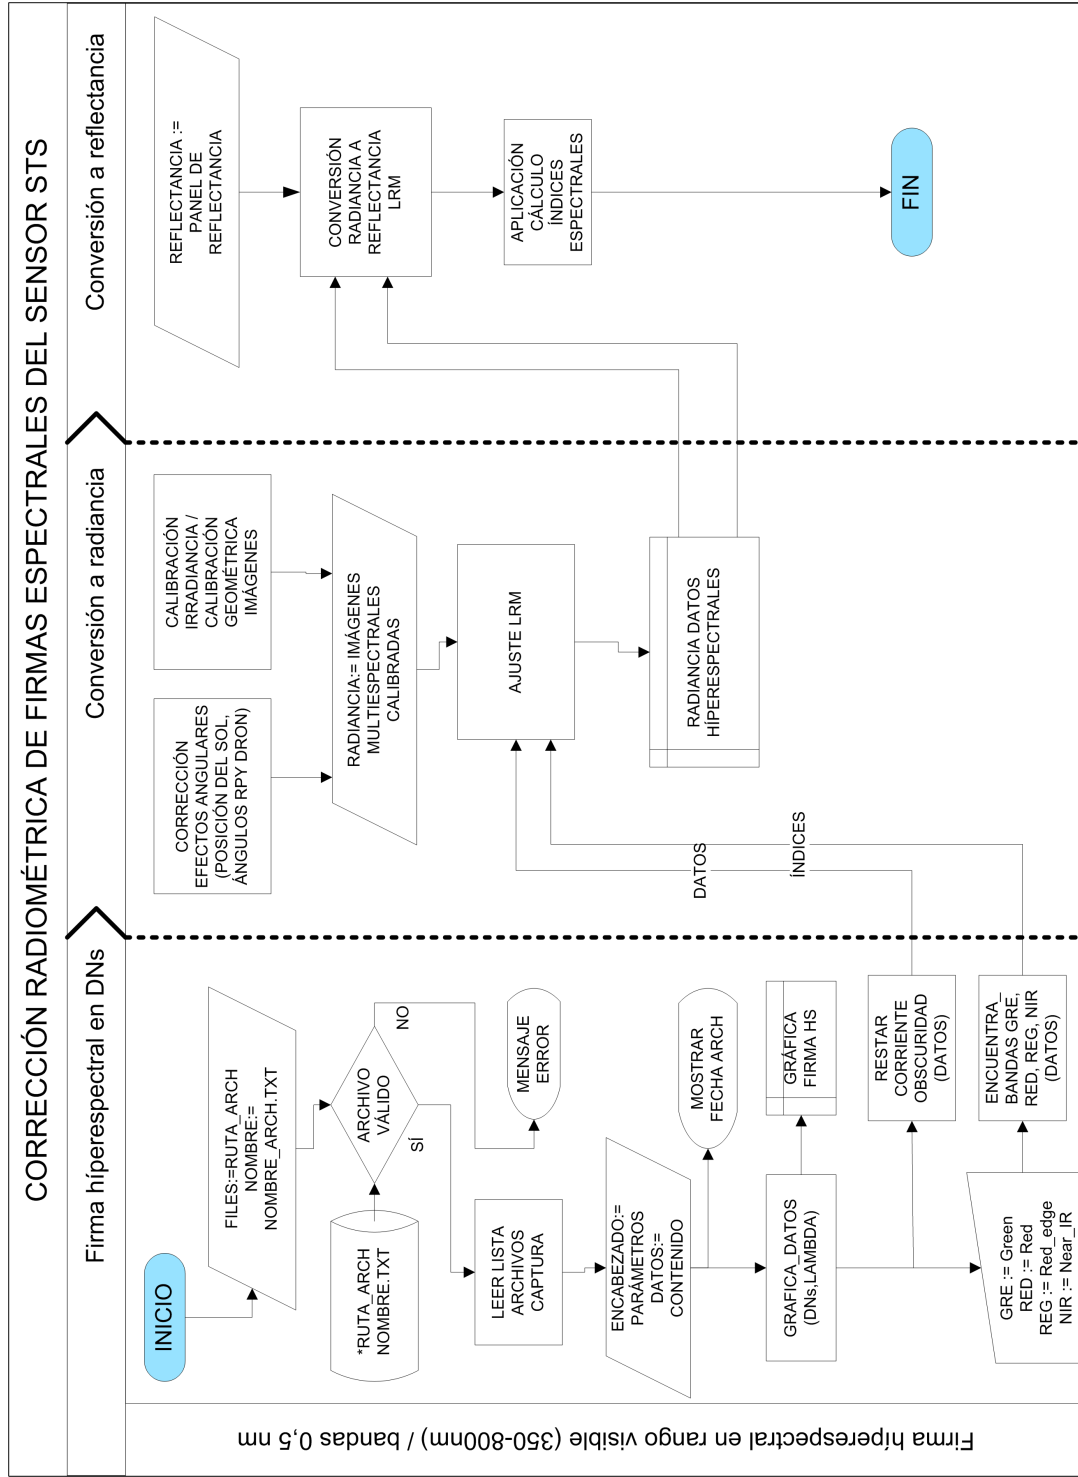 CORRECCIÓN RADIOMÉTRICA DE FIRMAS ESPECTRALES DEL SENSOR STS
Firma híperespectral en DNs
Conversión a radiancia
Conversión a reflectancia
Firma híperespectral en rango visible (350-800nm) / bandas 0,5 nm
INICIO
FILES:=RUTA_ARCH
NOMBRE:=
NOMBRE_ARCH.TXT
*RUTA_ARCH
NOMBRE.TXT
ARCHIVO
VÁLIDO
NO
SÍ
MENSAJE
ERROR
LEER LISTA
ARCHIVOS
CAPTURA
ENCABEZADO:=
PARÁMETROS
DATOS:=
CONTENIDO
MOSTRAR
FECHA ARCH
GRAFICA_DATOS
(DNs,LAMBDA)
GRÁFICA
FIRMA HS
RESTAR
CORRIENTE
OBSCURIDAD
(DATOS)
GRE := Green
RED := Red
REG := Red_edge
NIR := Near_IR
ENCUENTRA_
BANDAS GRE,
RED, REG, NIR
(DATOS)
CORRECCIÓN
EFECTOS ANGULARES
(POSICIÓN DEL SOL,
ÁNGULOS RPY DRON)
CALIBRACIÓN
IRRADIANCIA /
CALIBRACIÓN
GEOMÉTRICA
IMÁGENES
RADIANCIA:= IMÁGENES
MULTIESPECTRALES
CALIBRADAS
AJUSTE LRM
DATOS
ÍNDICES
RADIANCIA DATOS
HÍPERESPECTRALES
REFLECTANCIA :=
PANEL DE
REFLECTANCIA
CONVERSIÓN
RADIANCIA A
REFLECTANCIA
LRM
APLICACIÓN
CÁLCULO
ÍNDICES
ESPECTRALES
FIN